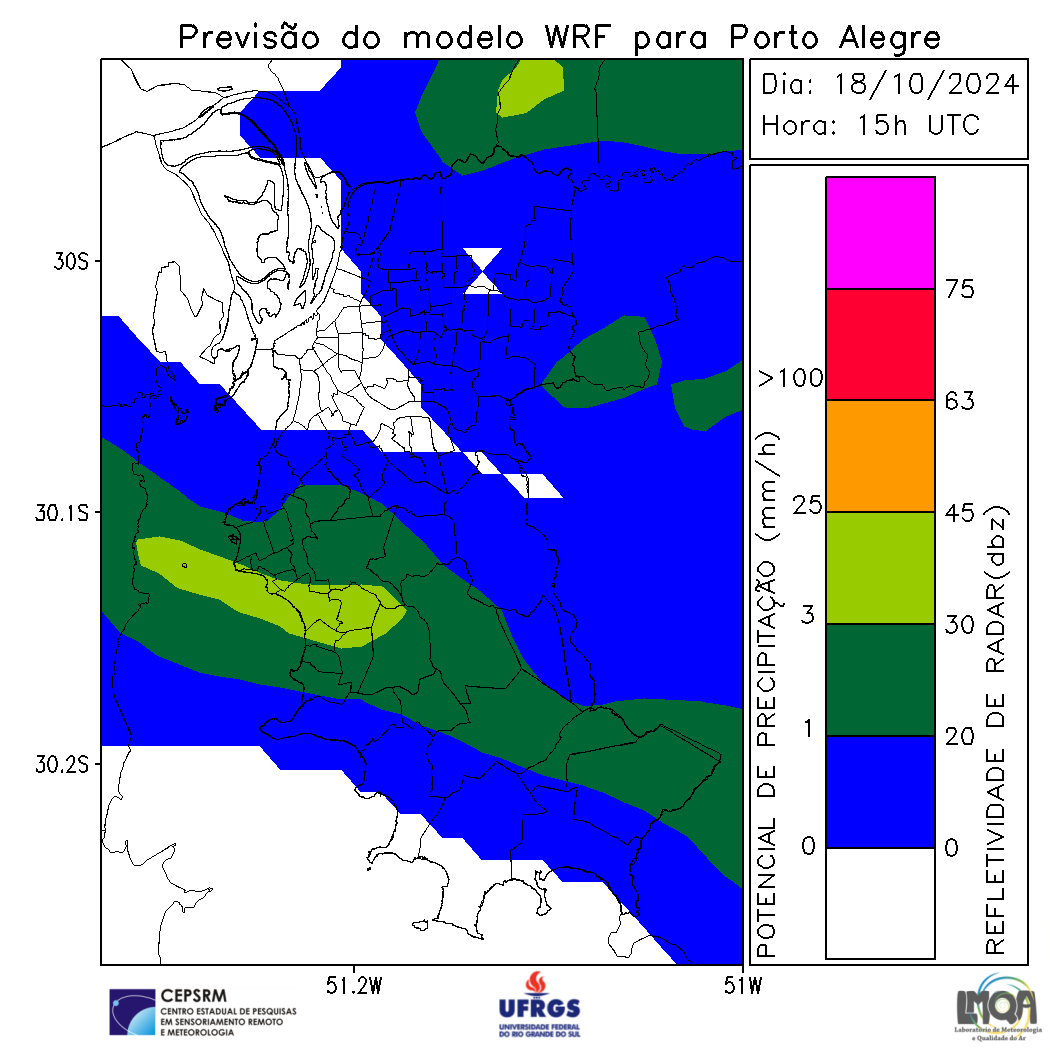 Previsão do modelo WRF para Porto Alegre
Dia: 18/10/2024
Hora: 15h UTC
30S
30.1S
30.2S
51.2W
51W
POTENCIAL DE PRECIPITAÇÃO (mm/h)
>100
25
3
1
0
75
63
45
30
20
0
REFLETIVIDADE DE RADAR(dbz)
CEPSRM
CENTRO ESTADUAL DE PESQUISAS
EM SENSORIAMENTO REMOTO
E METEOROLOGIA
UFRGS
UNIVERSIDADE FEDERAL
DO RIO GRANDE DO SUL
LMQA
Laboratório de Meteorologia
e Qualidade do Ar